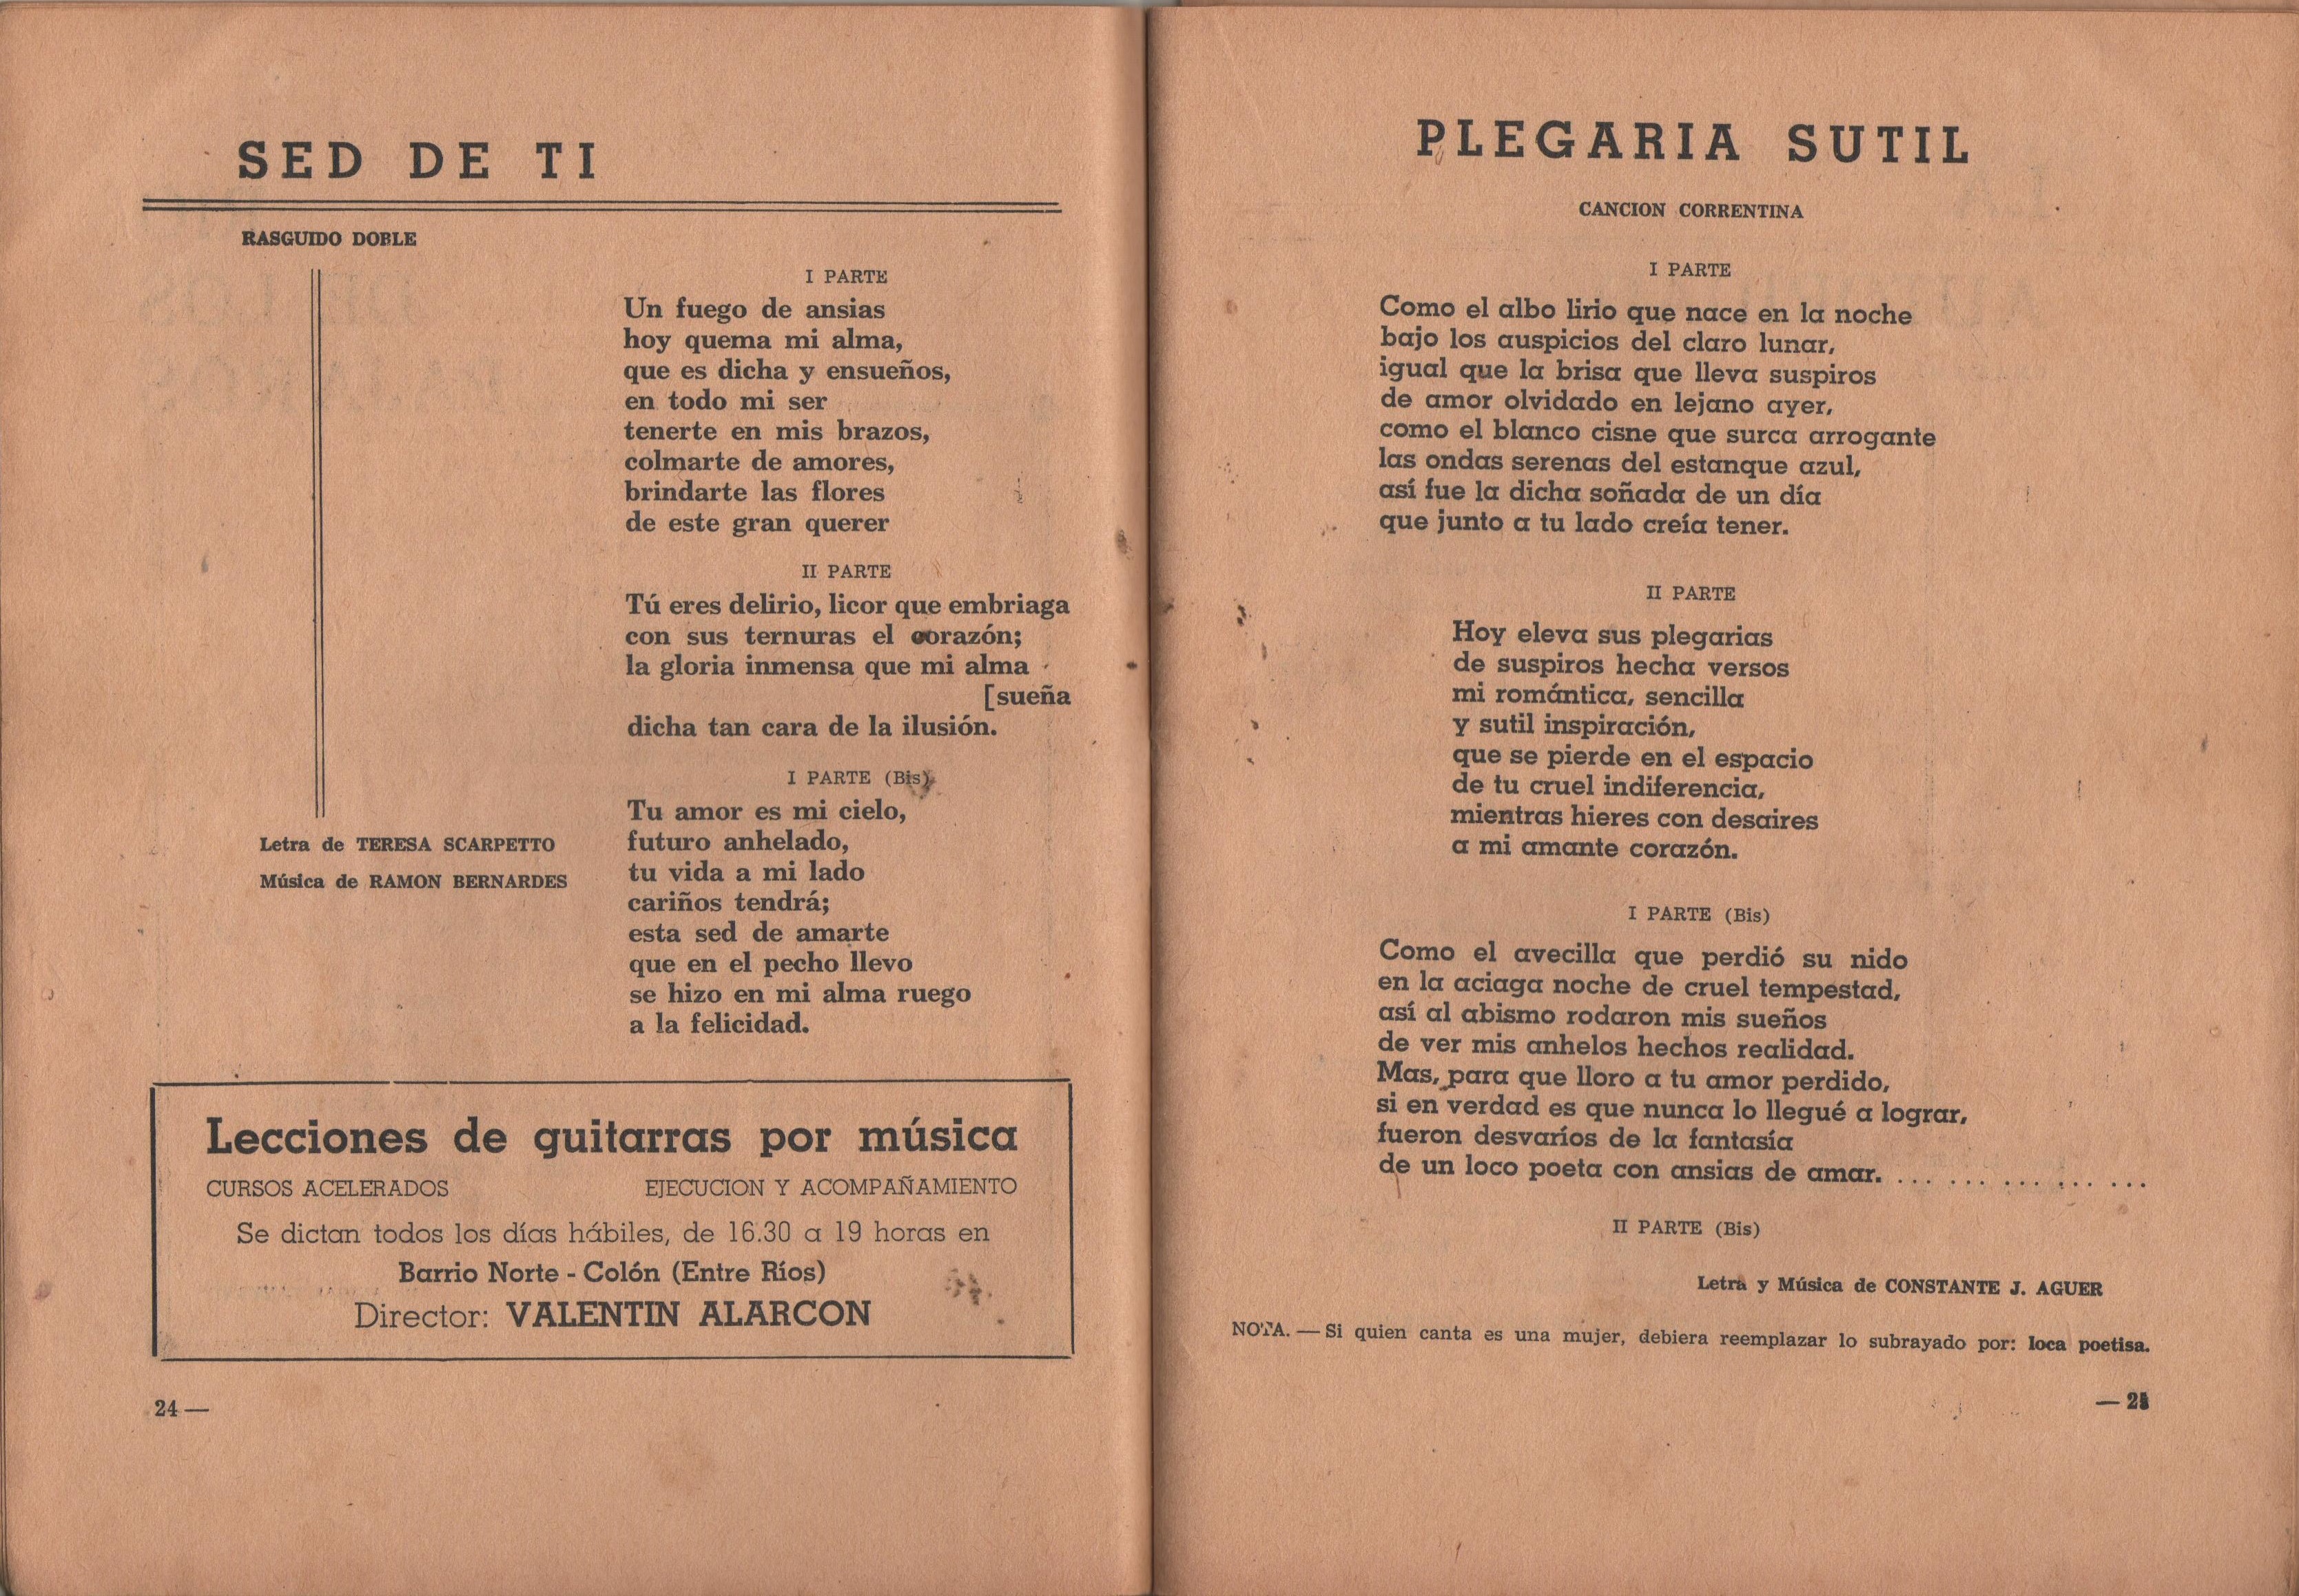 SED DE TI
RASGUIDO DOBLE
I PARTE
Un fuego de ansias
hoy quema mi alma,
que es dicha y ensueños,
en todo mi ser
tenerte en mis brazos,
colmarte de amores,
brindarte las flores
de este gran querer
II PARTE
Tú eres delirio, licor que embriaga
con sus ternuras el corazón;
la gloria inmensa que mi alma
[sueña
dicha tan cara de la ilusión.
I PARTE (Bis)
Tu amor es mi cielo,
futuro anhelado,
tu vida a mi lado
cariños tendrá;
esta sed de amarte
que en el pecho llevo
se hizo en mi alma ruego
a la felicidad.
Letra de TERESA SCARPETTO
Música de RAMON BERNARDES
Lecciones de guitarras por música
CURSOS ACELERADOS EJECUCION Y ACOMPAÑAMIENTO
Se dictan todos los días hábiles, de 16.30 a 19 horas en
Barrio Norte - Colón (Entre Ríos)
Director: VALENTIN ALARCON
24 —
PLEGARIA SUTIL
CANCION CORRENTINA
I PARTE
Como el albo lirio que nace en la noche
bajo los auspicios del claro lunar,
igual que la brisa que lleva suspiros
de amor olvidado en lejano ayer,
como el blanco cisne que surca arrogante
las ondas serenas del estanque azul,
así fue la dicha soñada de un día
que junto a tu lado creía tener.
II PARTE
Hoy eleva sus plegarias
de suspiros hecha versos
mi romántica, sencilla
y sutil inspiración,
que se pierde en el espacio
de tu cruel indiferencia,
mientras hieres con desaires
a mi amante corazón.
I PARTE (Bis)
Como el avecilla que perdió su nido
en la aciaga noche de cruel tempestad,
así al abismo rodaron mis sueños
de ver mis anhelos hechos realidad.
Mas, para que lloro a tu amor perdido,
si en verdad es que nunca lo llegué a lograr,
fueron desvaríos de la fantasía
de un loco poeta con ansias de amar. ... ... ... ... ...
II PARTE (Bis)
Letra y Música de CONSTANTE J. AGUER
NOTA. — Si quien canta es una mujer, debiera reemplazar lo subrayado por: loca poetisa.
— 25